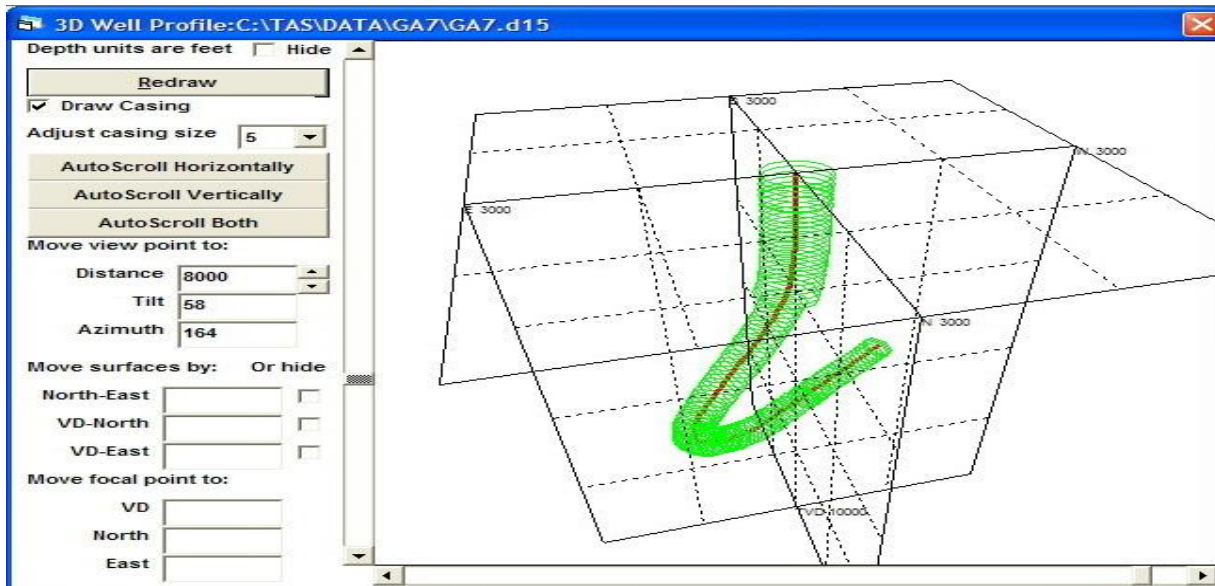 3D Well Profile:C:\TAS\DATA\GA7\GA7.d15
Depth units are feet Hide
Redraw
Draw Casing
Adjust casing size 5
AutoScroll Horizontally
AutoScroll Vertically
AutoScroll Both
Move view point to:
Distance 8000
Tilt 58
Azimuth 164
Move surfaces by: Or hide
North-East
VD-North
VD-East
Move focal point to:
VD
North
East
S 3000
W 3000
E 3000
N 3000
VD 10000